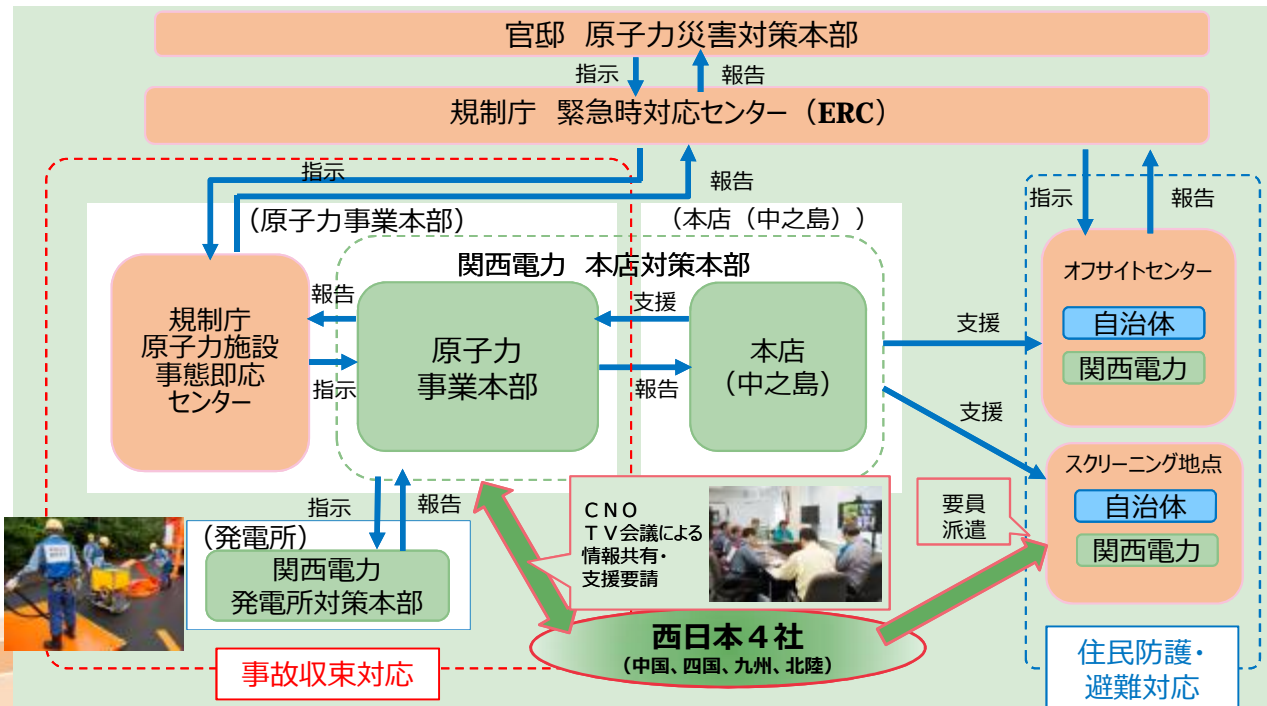 官邸 原子力災害対策本部
指示
報告
規制庁 緊急時対応センター（ERC）
指示
報告
指示
報告
（原子力事業本部）
（本店（中之島））
関西電力 本店対策本部
規制庁
原子力施設
事態即応
センター
報告
指示
原子力
事業本部
支援
報告
本店
（中之島）
支援
支援
オフサイトセンター
自治体
関西電力
スクリーニング地点
自治体
関西電力
指示
報告
（発電所）
関西電力
発電所対策本部
CNO
TV会議による
情報共有・
支援要請
要員
派遣
西日本４社
（中国、四国、九州、北陸）
事故収束対応
住民防護・
避難対応